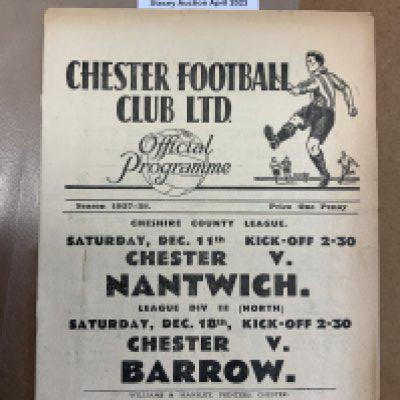 Stacey Auction April 2023
CHESTER FOOTBALL
CLUB LTD.
Official
Programme
Season 1937-38. Price One Penny
CHESHIRE COUNTY LEAGUE.
SATURDAY, DEC. 11th KICK-OFF 2-30
CHESTER V.
NANTWICH.
LEAGUE DIV III (NORTH)
SATURDAY, DEC. 18th, KICK-OFF 2-30
CHESTER V.
BARROW.
WILLIAMS & PRINTERS, CHESTER.